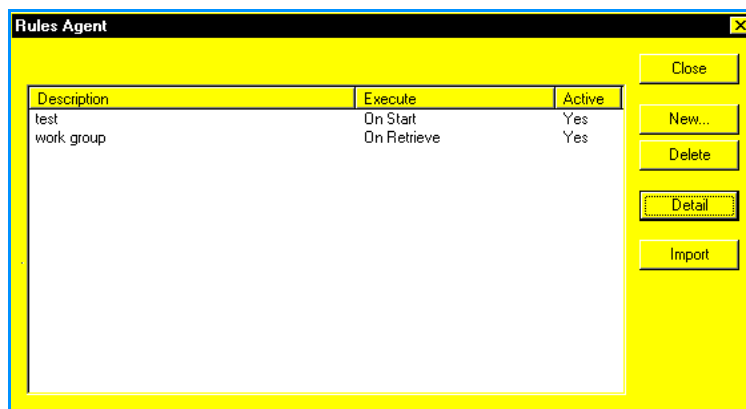 Rules Agent
Close
Description Execute Active
test On Start Yes
work group On Retrieve Yes
New...
Delete
Detail
Import